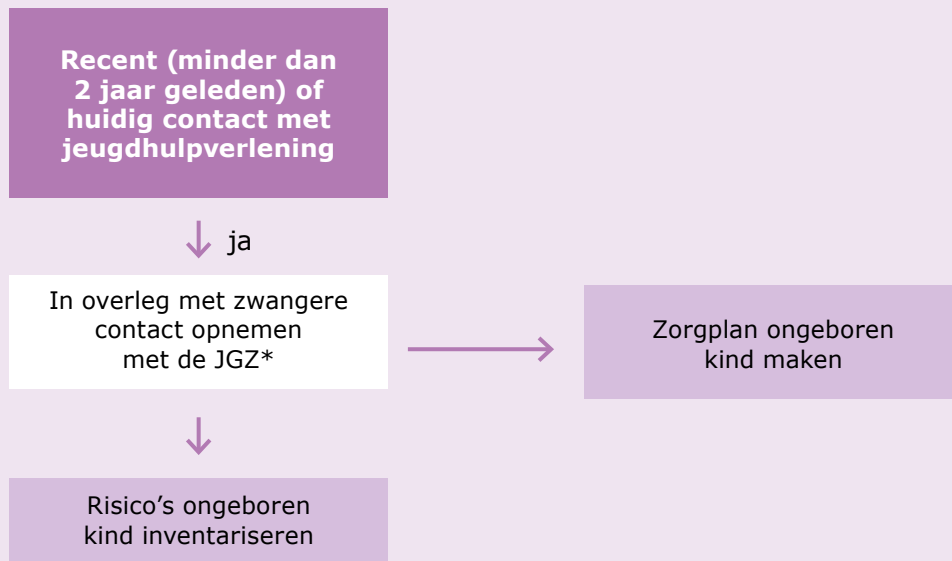 Recent (minder dan
2 jaar geleden) of
huidig contact met
jeugdhulpverlening
ja
In overleg met zwangere
contact opnemen
met de JGZ*
Zorgplan ongeboren
kind maken
Risico’s ongeboren
kind inventariseren